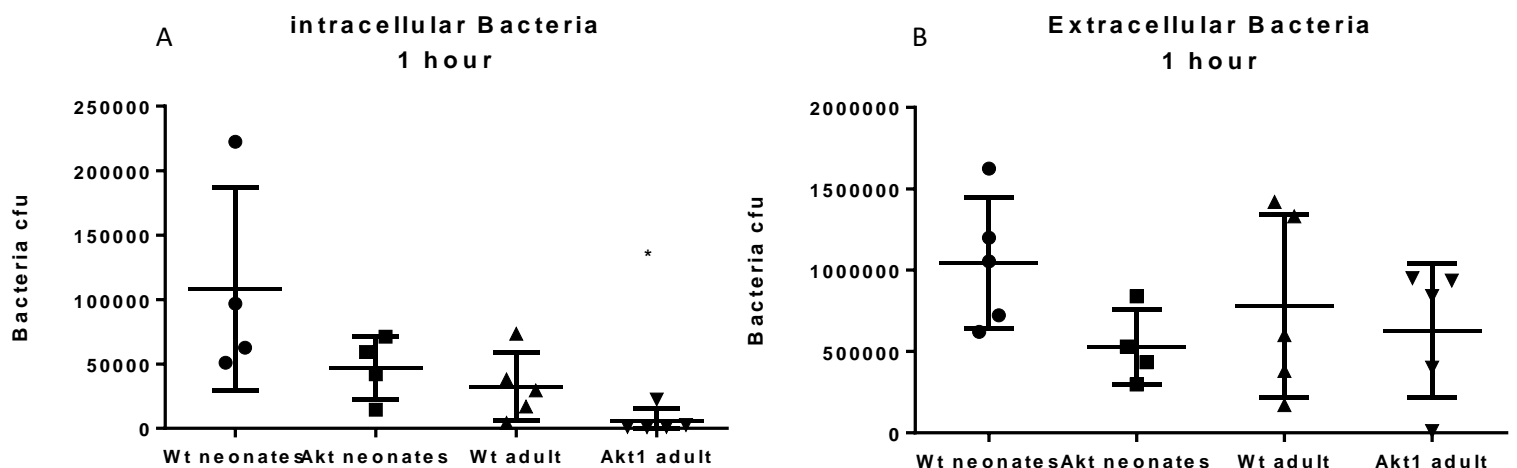 A
intracellular Bacteria
1 hour
Bacteria cfu
250000
200000
150000
100000
50000
0
*
Wt neonates Akt neonates Wt adult Akt1 adult
B
Extracellular Bacteria
1 hour
Bacteria cfu
2000000
1500000
1000000
500000
0
Wt neonates Akt neonates Wt adult Akt1 adult